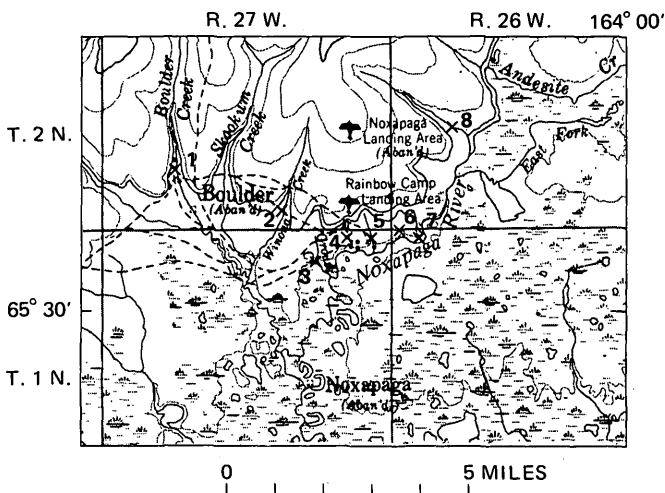 R. 27 W. R. 26 W. 164° 00'
Andesite Cr
Boulder Creek
Skookum Creek
Noxapaga
Landing Area
(Aban'd)
8
East Fork
T. 2 N.
1
Rainbow Camp
Landing Area
Boulder
(Aban'd)
2
Winona Creek
River
3 4 5 6 7
Noxapaga
65° 30'
T. 1 N.
Noxapaga
(Aban'd)
0 5 MILES